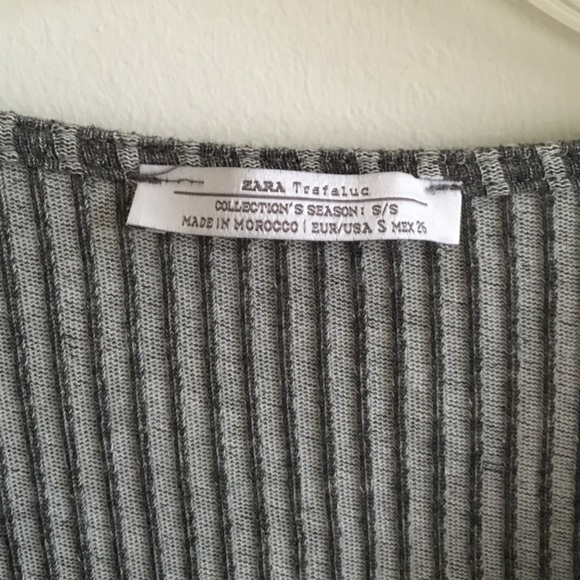 ZARA Trafaluc
COLLECTION'S SEASON: S/S
MADE IN MOROCCO | EUR/USA S MEX 26